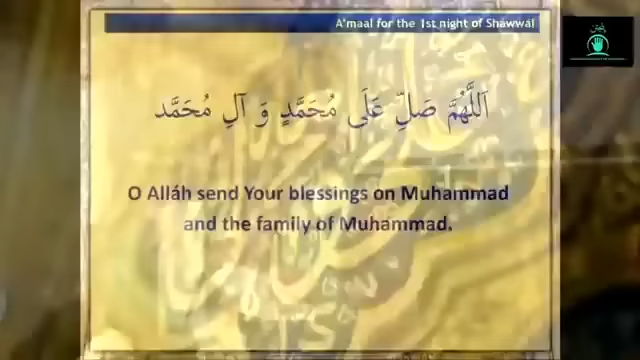 A'maal for the 1st night of Shawwál
اَللَّهُمَّ صَلِّ عَلَى مُحَمَّدٍ وَ آلِ مُحَمَّد
O Alláh send Your blessings on Muhammad
and the family of Muhammad.